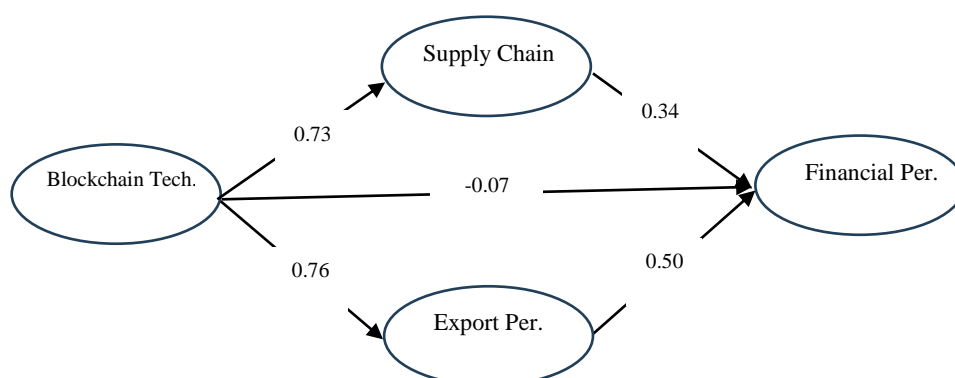 Supply Chain
0.34
0.73
Blockchain Tech.
-0.07
Financial Per.
0.76
0.50
Export Per.